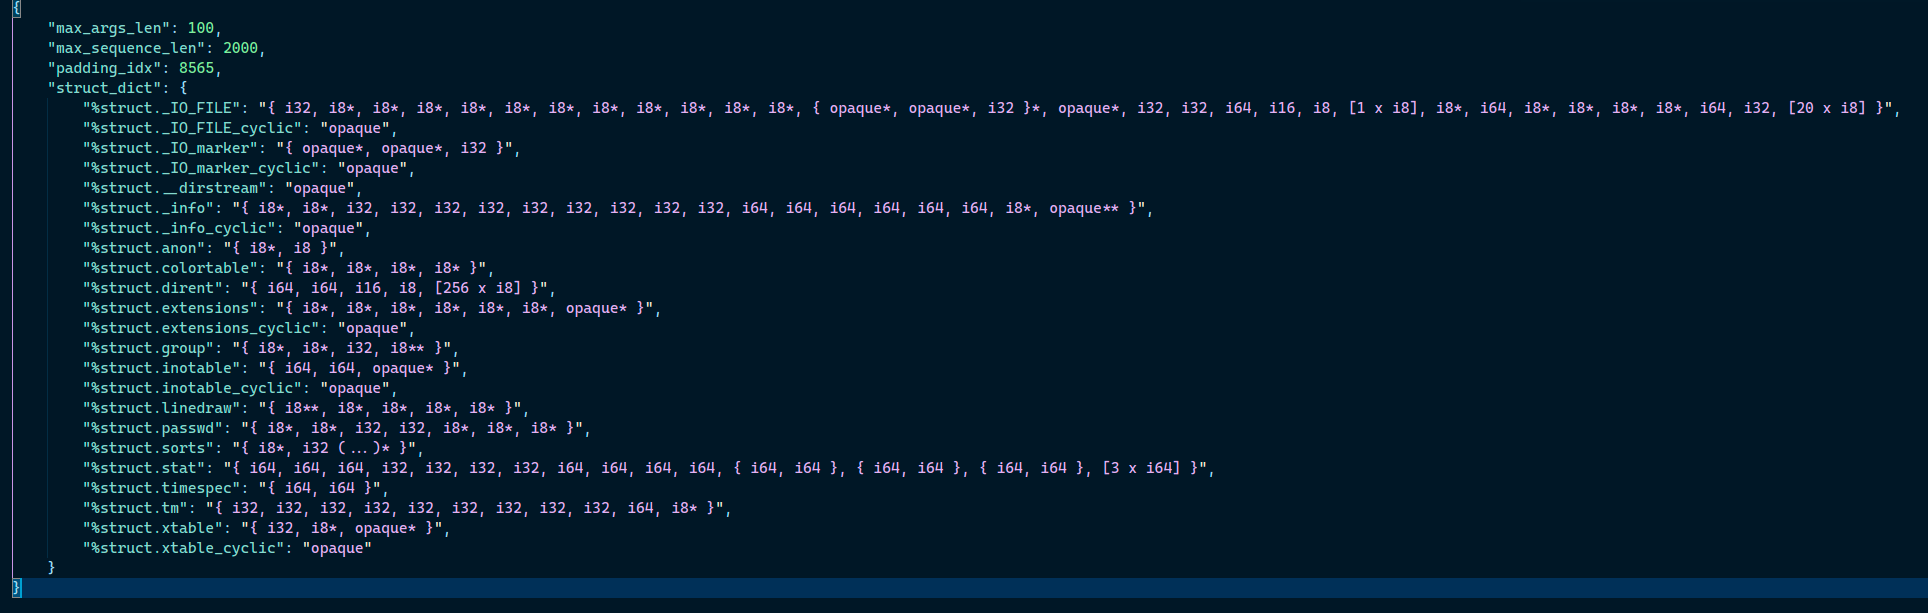 {
    "max_args_len": 100,
    "max_sequence_len": 2000,
    "padding_idx": 8565,
    "struct_dict": {
        "%struct._IO_FILE": "{ i32, i8*, i8*, i8*, i8*, i8*, i8*, i8*, i8*, i8*, i8*, i8*, { opaque*, opaque*, i32 }*, opaque*, i32, i32, i64, i16, i8, [1 x i8], i8*, i64, i8*, i8*, i8*, i8*, i64, i32, [20 x i8] }",
        "%struct._IO_FILE_cyclic": "opaque",
        "%struct._IO_marker": "{ opaque*, opaque*, i32 }",
        "%struct._IO_marker_cyclic": "opaque",
        "%struct.__dirstream": "opaque",
        "%struct._info": "{ i8*, i8*, i32, i32, i32, i32, i32, i32, i32, i32, i32, i64, i64, i64, i64, i64, i64, i8*, opaque** }",
        "%struct._info_cyclic": "opaque",
        "%struct.anon": "{ i8*, i8 }",
        "%struct.colortable": "{ i8*, i8*, i8*, i8* }",
        "%struct.dirent": "{ i64, i64, i16, i8, [256 x i8] }",
        "%struct.extensions": "{ i8*, i8*, i8*, i8*, i8*, i8*, opaque* }",
        "%struct.extensions_cyclic": "opaque",
        "%struct.group": "{ i8*, i8*, i32, i8** }",
        "%struct.inotable": "{ i64, i64, opaque* }",
        "%struct.inotable_cyclic": "opaque",
        "%struct.linedraw": "{ i8**, i8*, i8*, i8*, i8* }",
        "%struct.passwd": "{ i8*, i8*, i32, i32, i8*, i8*, i8* }",
        "%struct.sorts": "{ i8*, i32 (...)* }",
        "%struct.stat": "{ i64, i64, i64, i32, i32, i32, i32, i64, i64, i64, i64, { i64, i64 }, { i64, i64 }, { i64, i64 }, [3 x i64] }",
        "%struct.timespec": "{ i64, i64 }",
        "%struct.tm": "{ i32, i32, i32, i32, i32, i32, i32, i32, i32, i64, i8* }",
        "%struct.xtable": "{ i32, i8*, opaque* }",
        "%struct.xtable_cyclic": "opaque"
    }
}